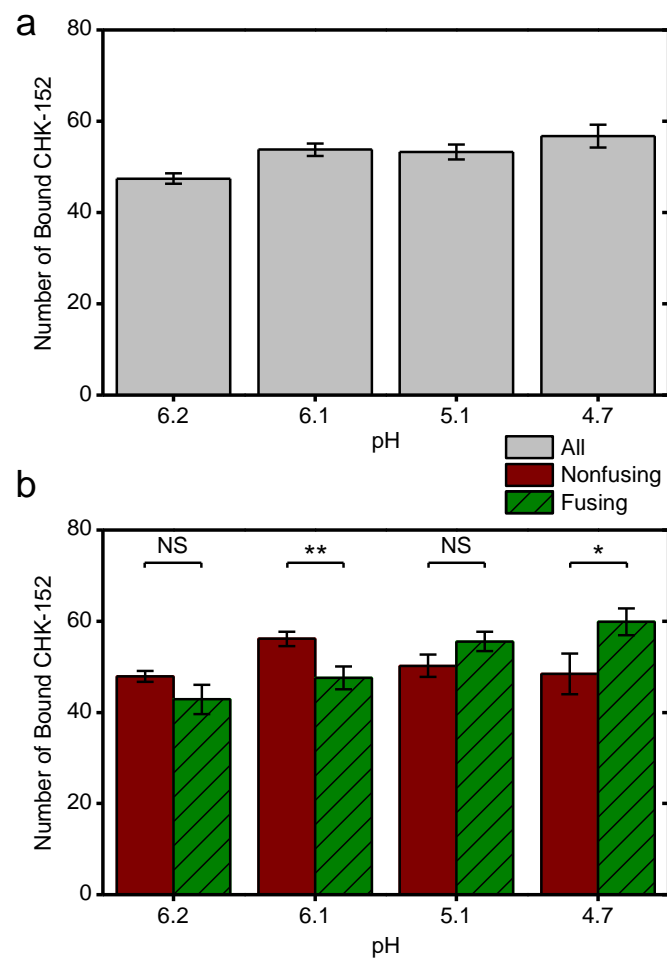 a
80
60
40
20
0
Number of Bound CHK-152
6.2 6.1 5.1 4.7
pH
All
Nonfusing
Fusing
b
80
60
40
20
0
Number of Bound CHK-152
NS ** NS *
6.2 6.1 5.1 4.7
pH